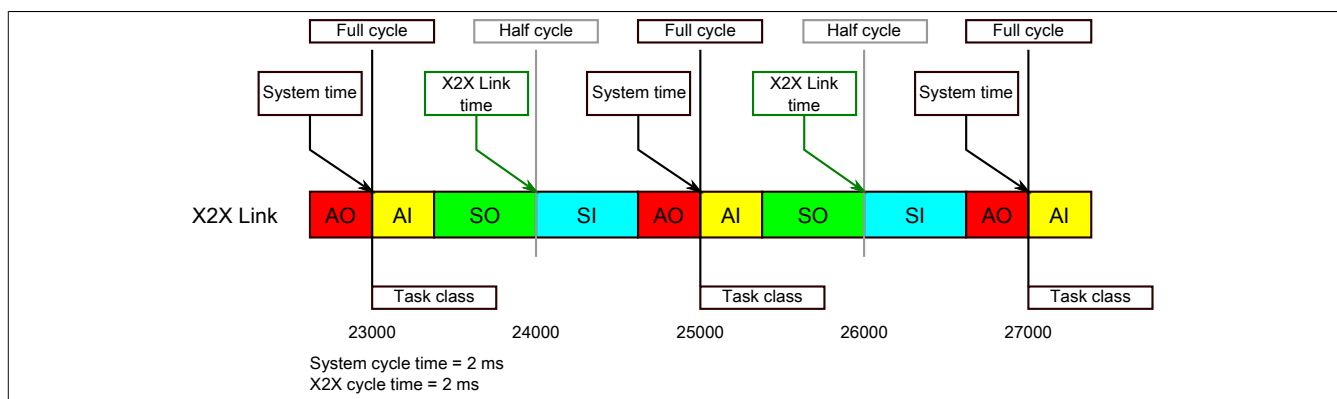 Full cycle
Half cycle
Full cycle
Half cycle
Full cycle
System time
X2X Link
time
System time
X2X Link
time
System time
X2X Link
AO
AI
SO
SI
AO
AI
SO
SI
AO
AI
Task class
Task class
Task class
23000
24000
25000
26000
27000
System cycle time = 2 ms
X2X cycle time = 2 ms